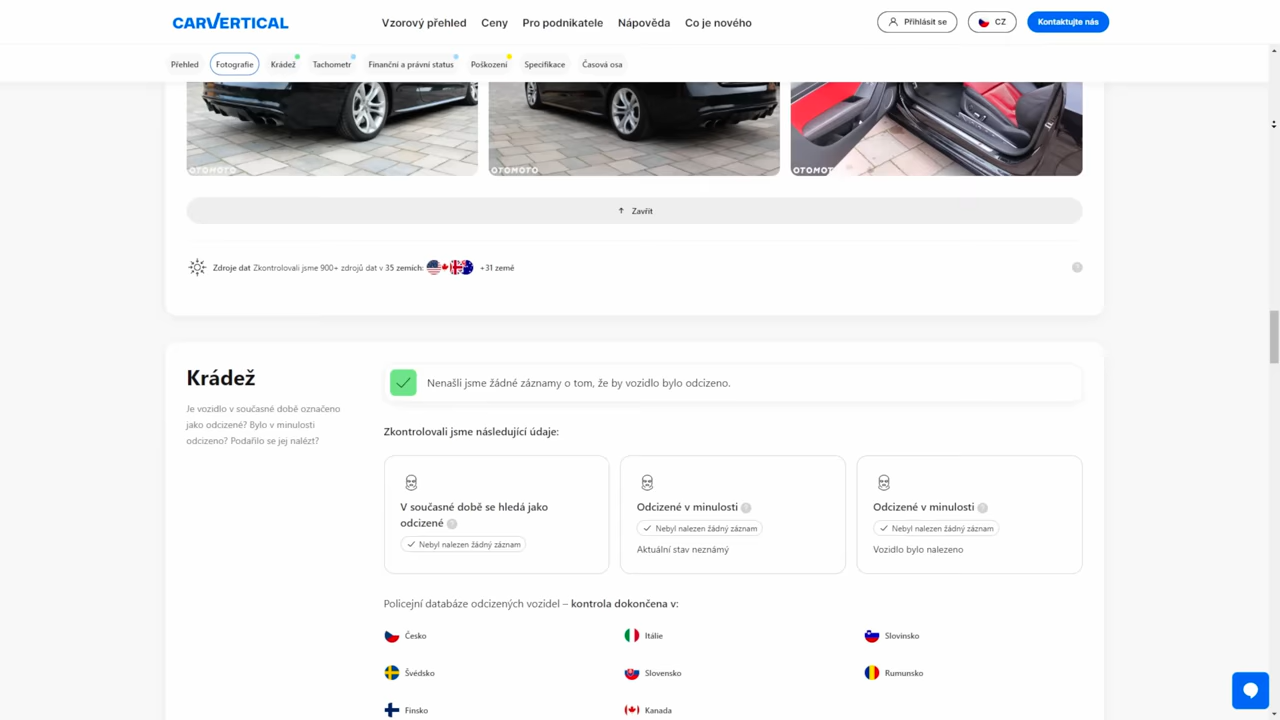 CARVERTICAL
Vzorový přehled
Ceny
Pro podnikatele
Nápověda
Co je nového
Přihlásit se
CZ
Kontaktujte nás
Přehled
Fotografie
Krádež
Tachometr
Finanční a právní status
Poškození
Specifikace
Časová osa
OTOMOTO
OTOMOTO
OTOMOTO
↑ Zavřít
Zdroje dat Zkontrolovali jsme 900+ zdrojů dat v 35 zemích: +31 země
?
Krádež
Je vozidlo v současné době označeno
jako odcizené? Bylo v minulosti
odcizeno? Podařilo se jej nalézt?
Nenašli jsme žádné záznamy o tom, že by vozidlo bylo odcizeno.
Zkontrolovali jsme následující údaje:
V současné době se hledá jako
odcizené ?
Nebyl nalezen žádný záznam
Odcizené v minulosti ?
Nebyl nalezen žádný záznam
Aktuální stav neznámý
Odcizené v minulosti ?
Nebyl nalezen žádný záznam
Vozidlo bylo nalezeno
Policejní databáze odcizených vozidel – kontrola dokončena v:
Česko
Itálie
Slovinsko
Švédsko
Slovensko
Rumunsko
Finsko
Kanada